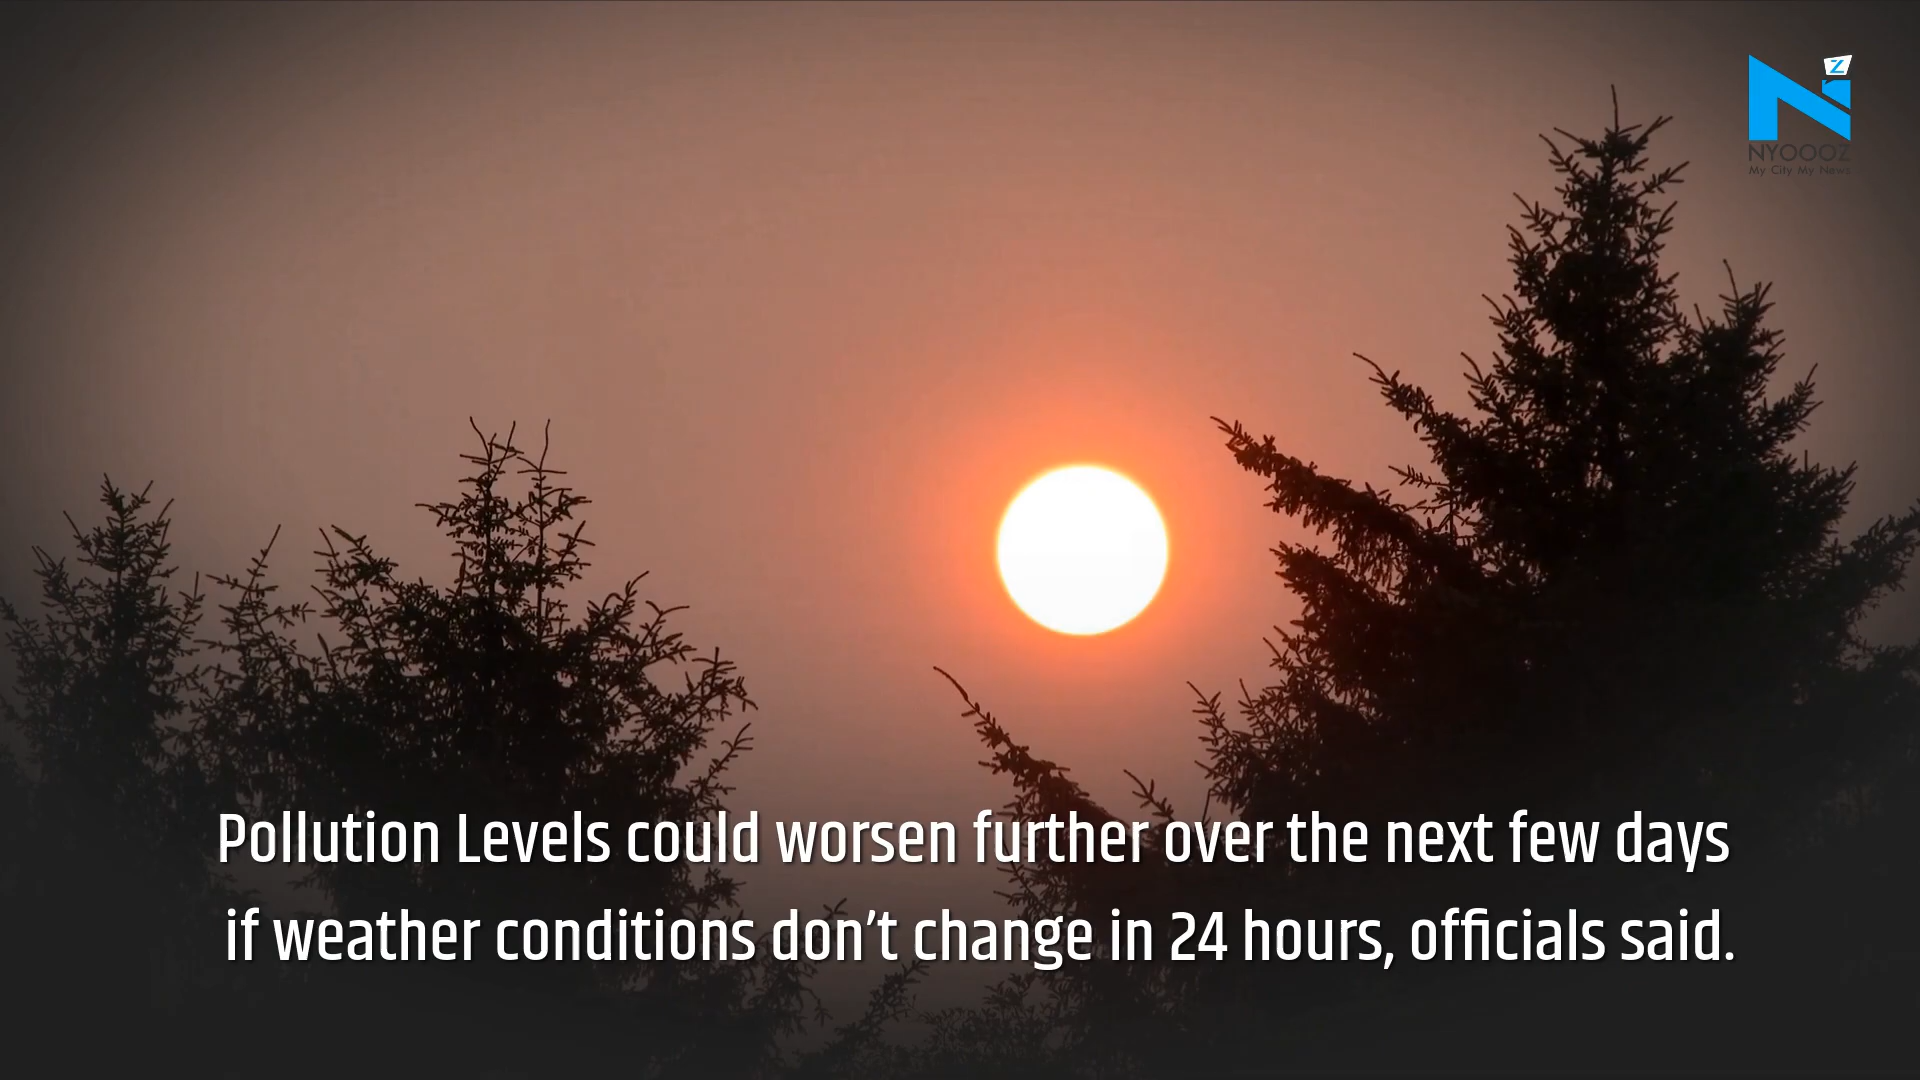 Z
NYOOOZ
My City My News
Pollution Levels could worsen further over the next few days
if weather conditions don’t change in 24 hours, officials said.